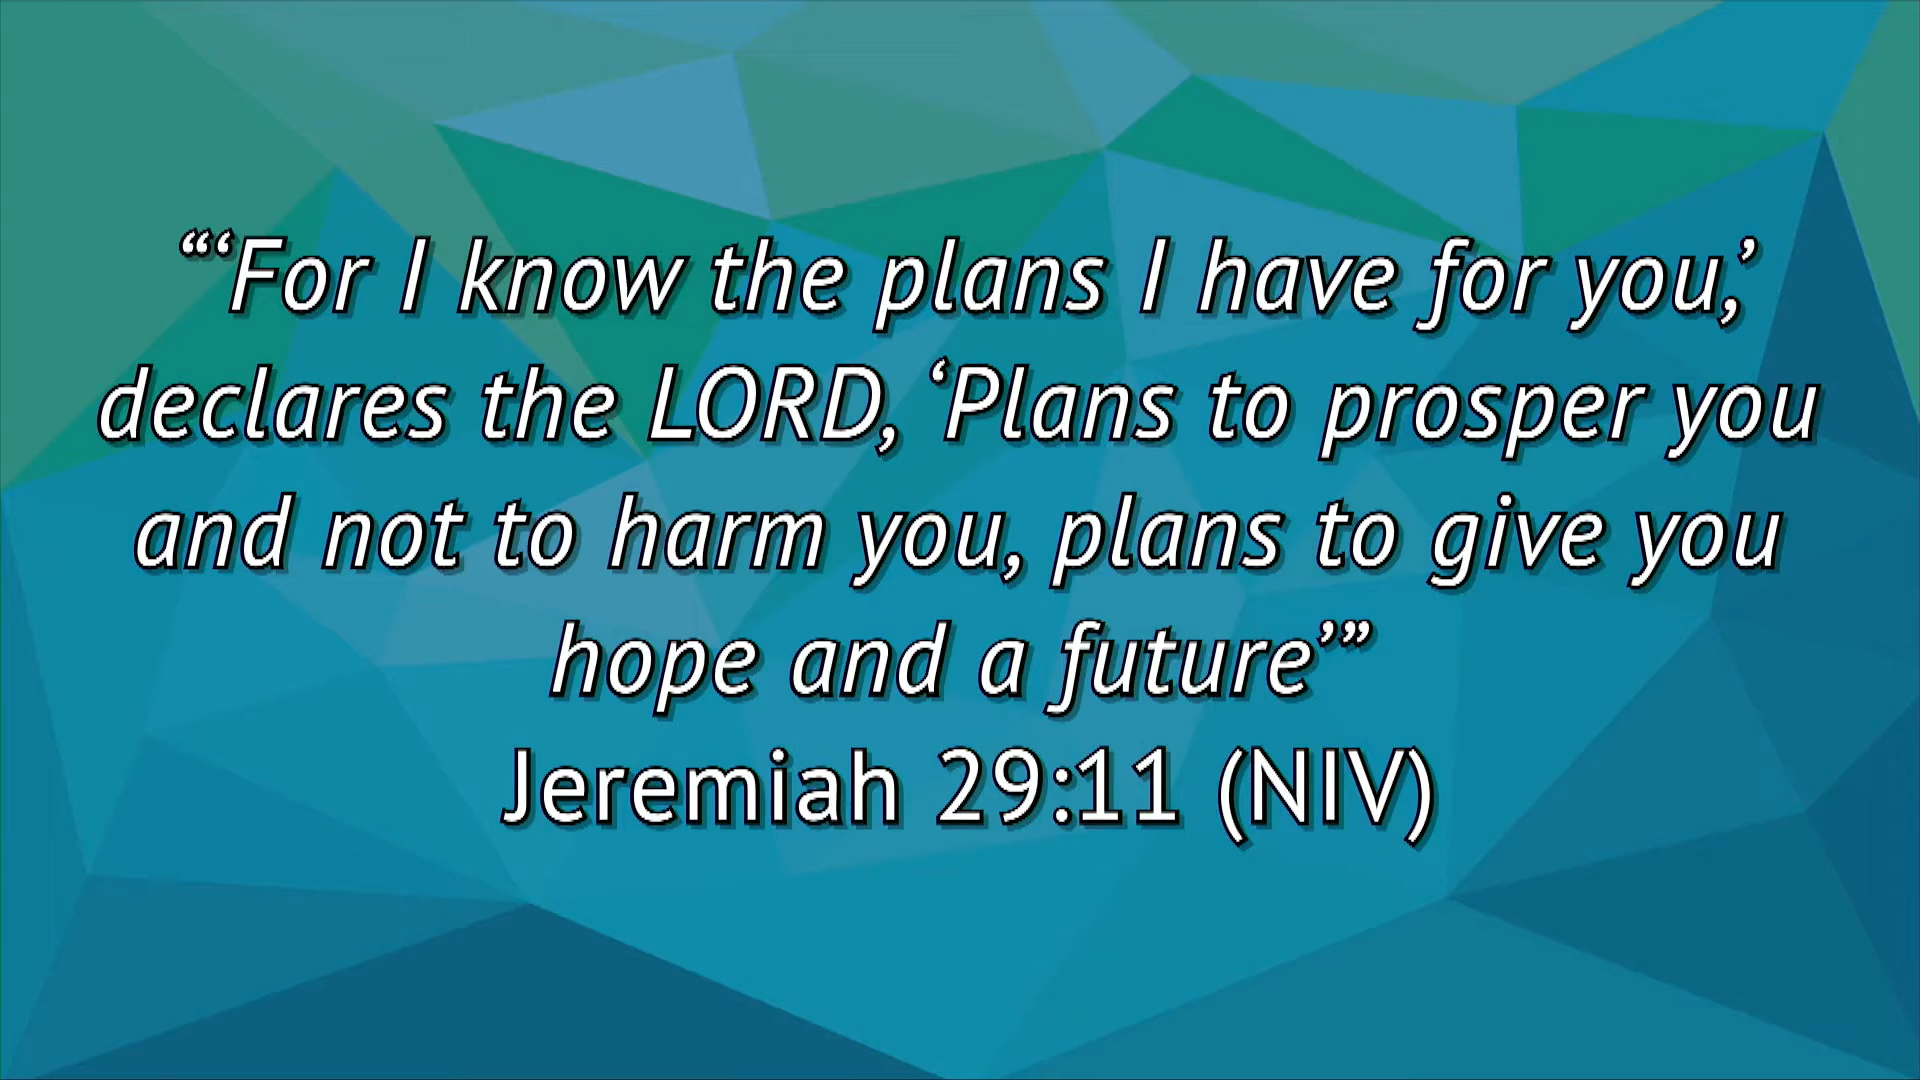 “‘For I know the plans I have for you,’
declares the LORD, ‘Plans to prosper you
and not to harm you, plans to give you
hope and a future’”
Jeremiah 29:11 (NIV)